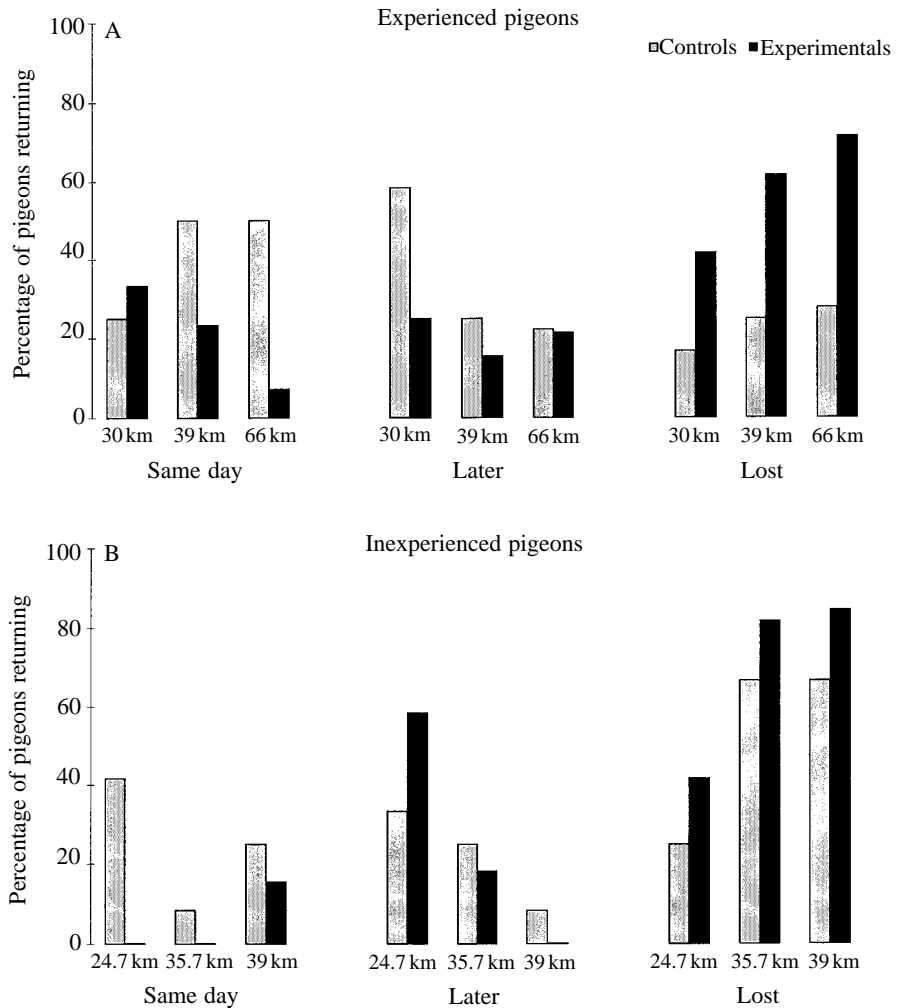 Experienced pigeons
A
Controls Experimentals
Percentage of pigeons returning
100
80
60
40
20
0
30 km 39 km 66 km 30 km 39 km 66 km 30 km 39 km 66 km
Same day Later Lost
Inexperienced pigeons
B
Percentage of pigeons returning
100
80
60
40
20
0
24.7 km 35.7 km 39 km 24.7 km 35.7 km 39 km 24.7 km 35.7 km 39 km
Same day Later Lost